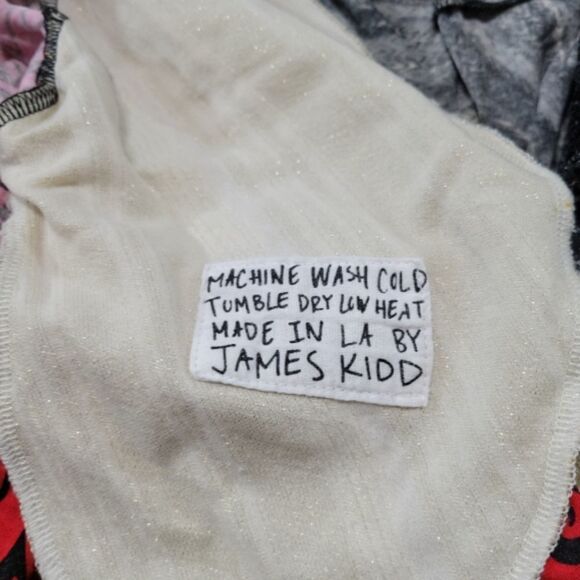 MACHINE WASH COLD
TUMBLE DRY LOW HEAT
MADE IN LA BY
JAMES KIDD